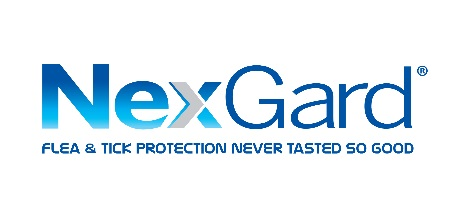 NexGard®
FLEA & TICK PROTECTION NEVER TASTED SO GOOD